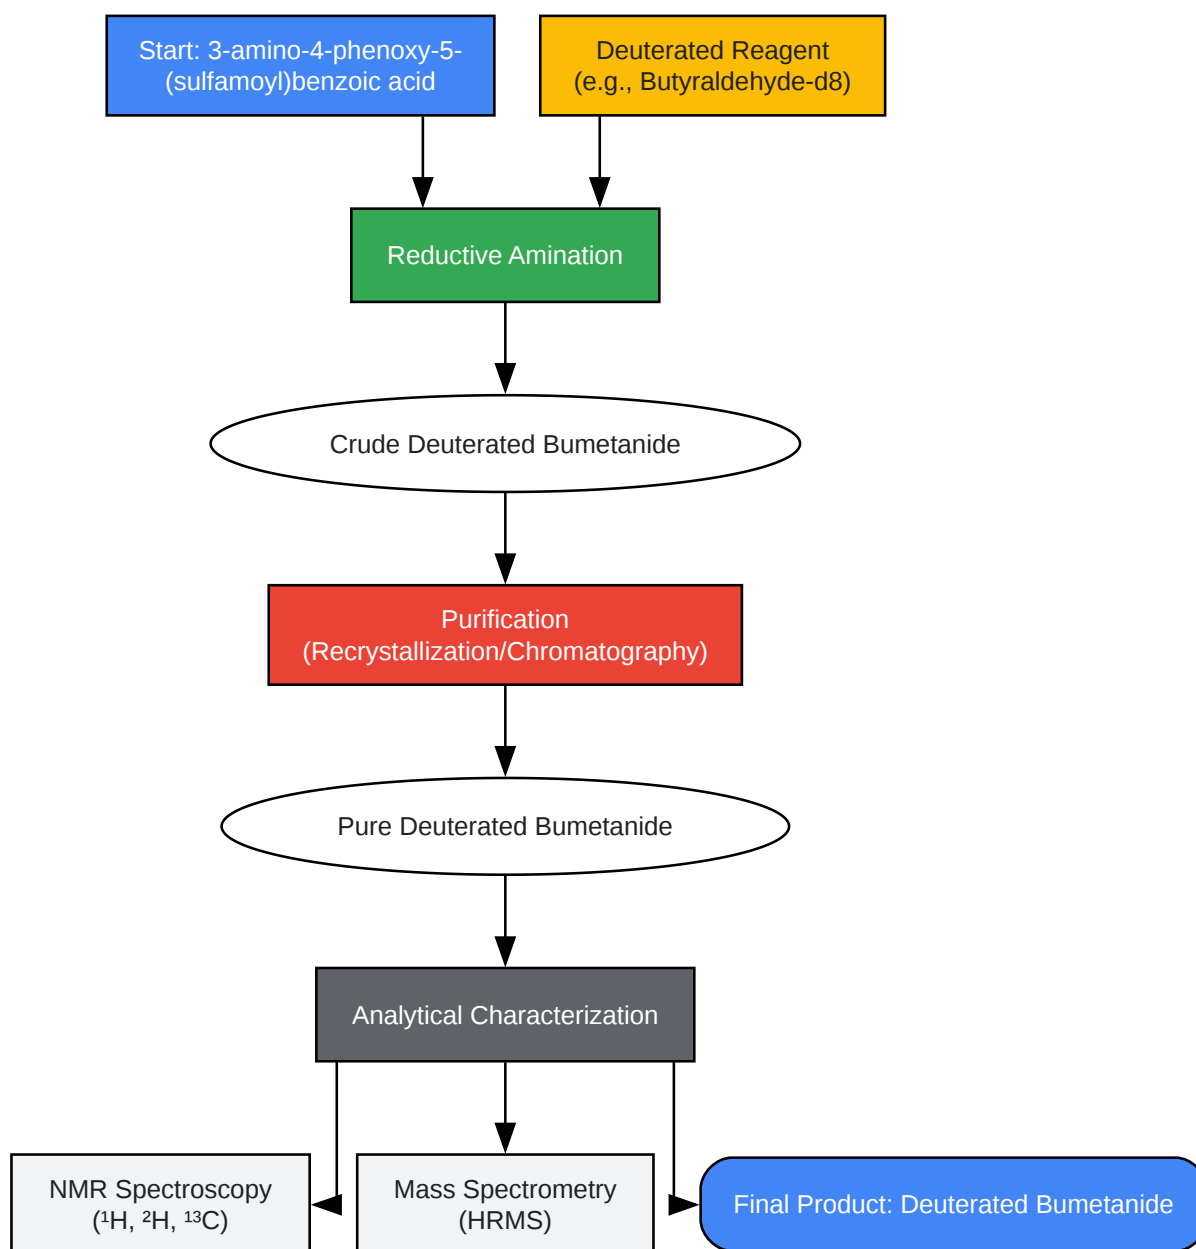 Start: 3-amino-4-phenoxy-5-
(sulfamoyl)benzoic acid
Deuterated Reagent
(e.g., Butyraldehyde-d8)
Reductive Amination
Crude Deuterated Bumetanide
Purification
(Recrystallization/Chromatography)
Pure Deuterated Bumetanide
Analytical Characterization
NMR Spectroscopy
(¹H, ²H, ¹³C)
Mass Spectrometry
(HRMS)
Final Product: Deuterated Bumetanide